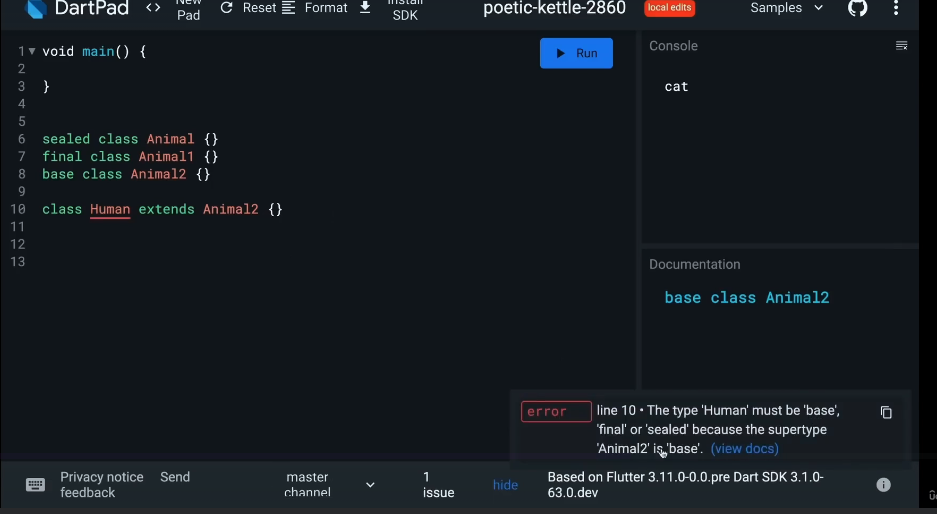 DartPad <> New Pad Reset Format Install SDK poetic-kettle-2860 local edits Samples
1 void main() {
2
3 }
4
5
6 sealed class Animal {}
7 final class Animal1 {}
8 base class Animal2 {}
9
10 class Human extends Animal2 {}
11
12
13
Run
Console
cat
Documentation
base class Animal2
error line 10 • The type 'Human' must be 'base',
'final' or 'sealed' because the supertype
'Animal2' is 'base'. (view docs)
Privacy notice Send feedback
master channel
1 issue
hide
Based on Flutter 3.11.0-0.0.pre Dart SDK 3.1.0-
63.0.dev